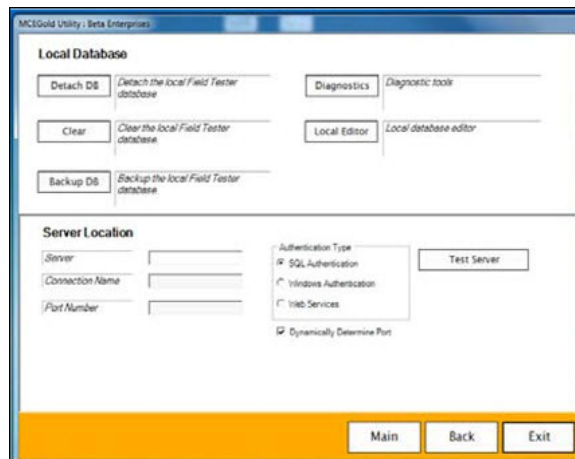 MCEGold Utility : Beta Enterprises
Local Database
Detach DB
Detach the local Field Tester
database
Diagnostics
Diagnostic tools
Clear
Clear the local Field Tester
database
Local Editor
Local database editor
Backup DB
Backup the local Field Tester
database
Server Location
Server
Connection Name
Port Number
Authentication Type
SQL Authentication
Windows Authentication
Web Services
Dynamically Determine Port
Test Server
Main
Back
Exit